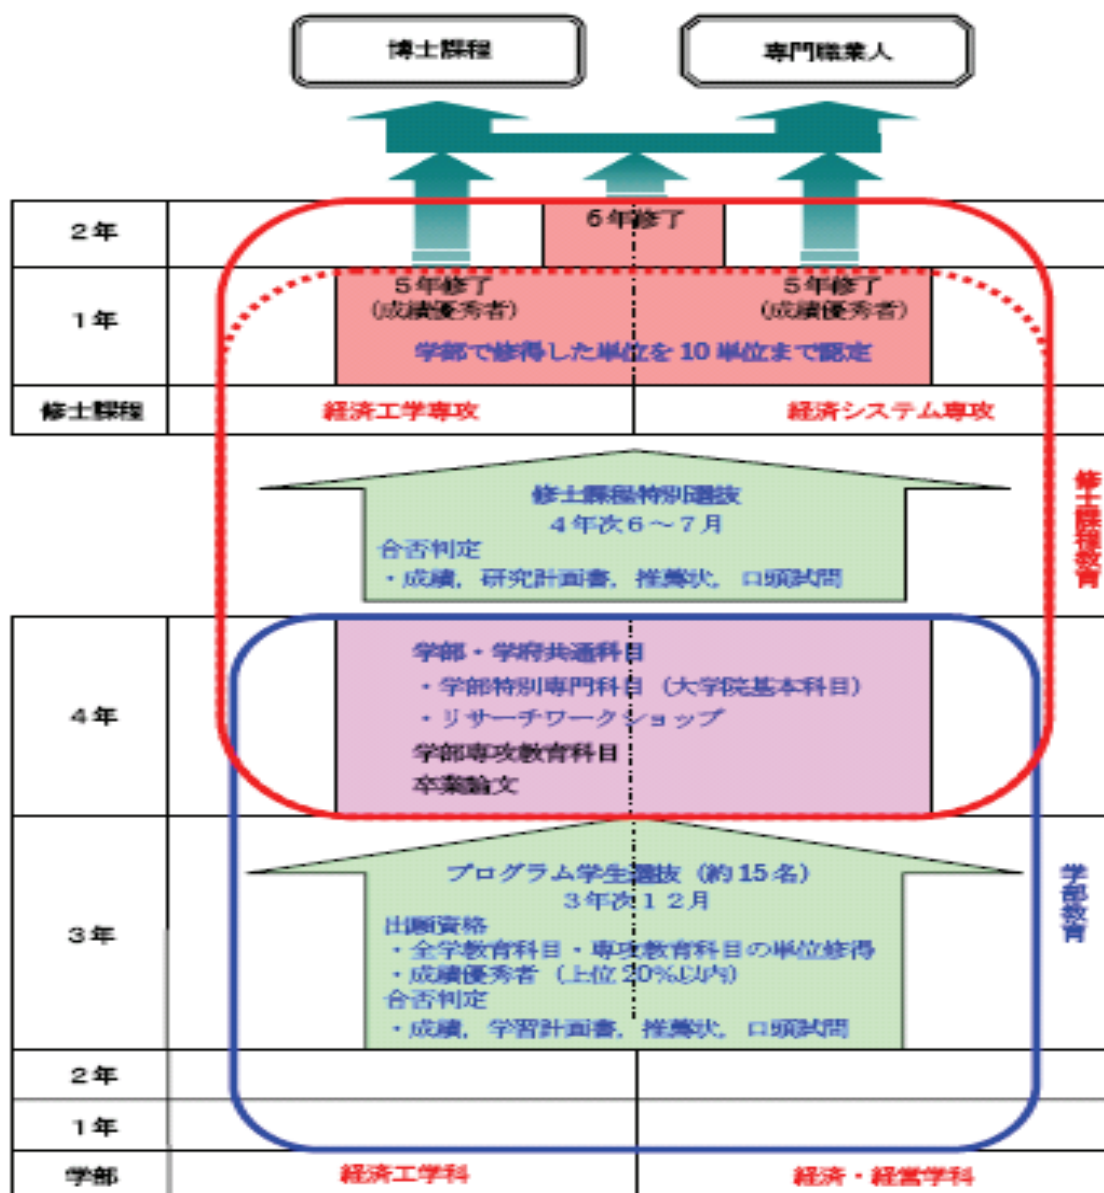 博士課程
専門職業人
2年
6年修了
1年
5年修了
(成績優秀者)
5年修了
(成績優秀者)
学部で修得した単位を10単位まで認定
修士課程
経済工学専攻
経済システム専攻
修士課程特別選抜
4年次6～7月
合否判定
・成績，研究計画書，推薦状，口頭試問
修士課程教育
4年
学部・学府共通科目
・学部特別専門科目（大学院基本科目）
・リサーチワークショップ
学部専攻教育科目
卒業論文
3年
プログラム学生選抜（約15名）
3年次12月
出願資格
・全学教育科目・専攻教育科目の単位修得
・成績優秀者（上位20%以内）
合否判定
・成績，学習計画書，推薦状，口頭試問
学部教育
2年
1年
学部
経済工学科
経済・経営学科